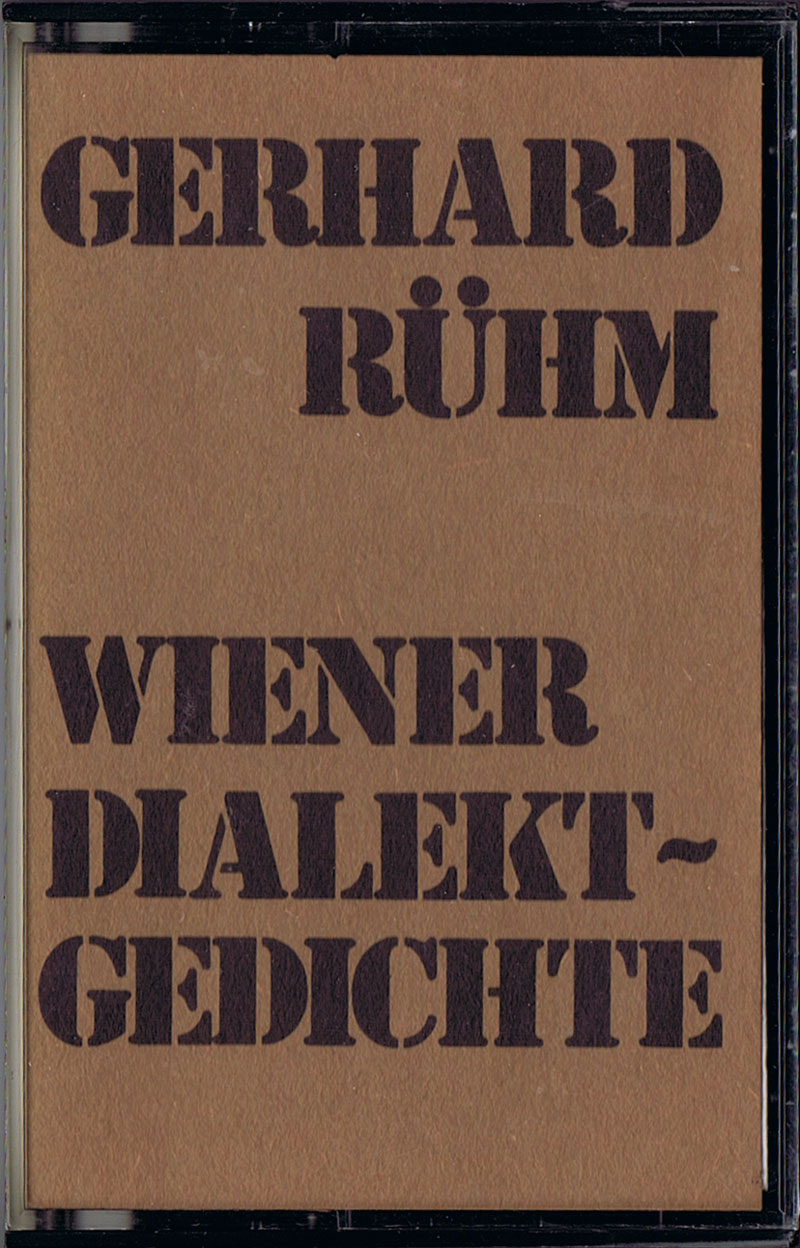 GERHARD
RÜHM
WIENER
DIALEKT~
GEDICHTE